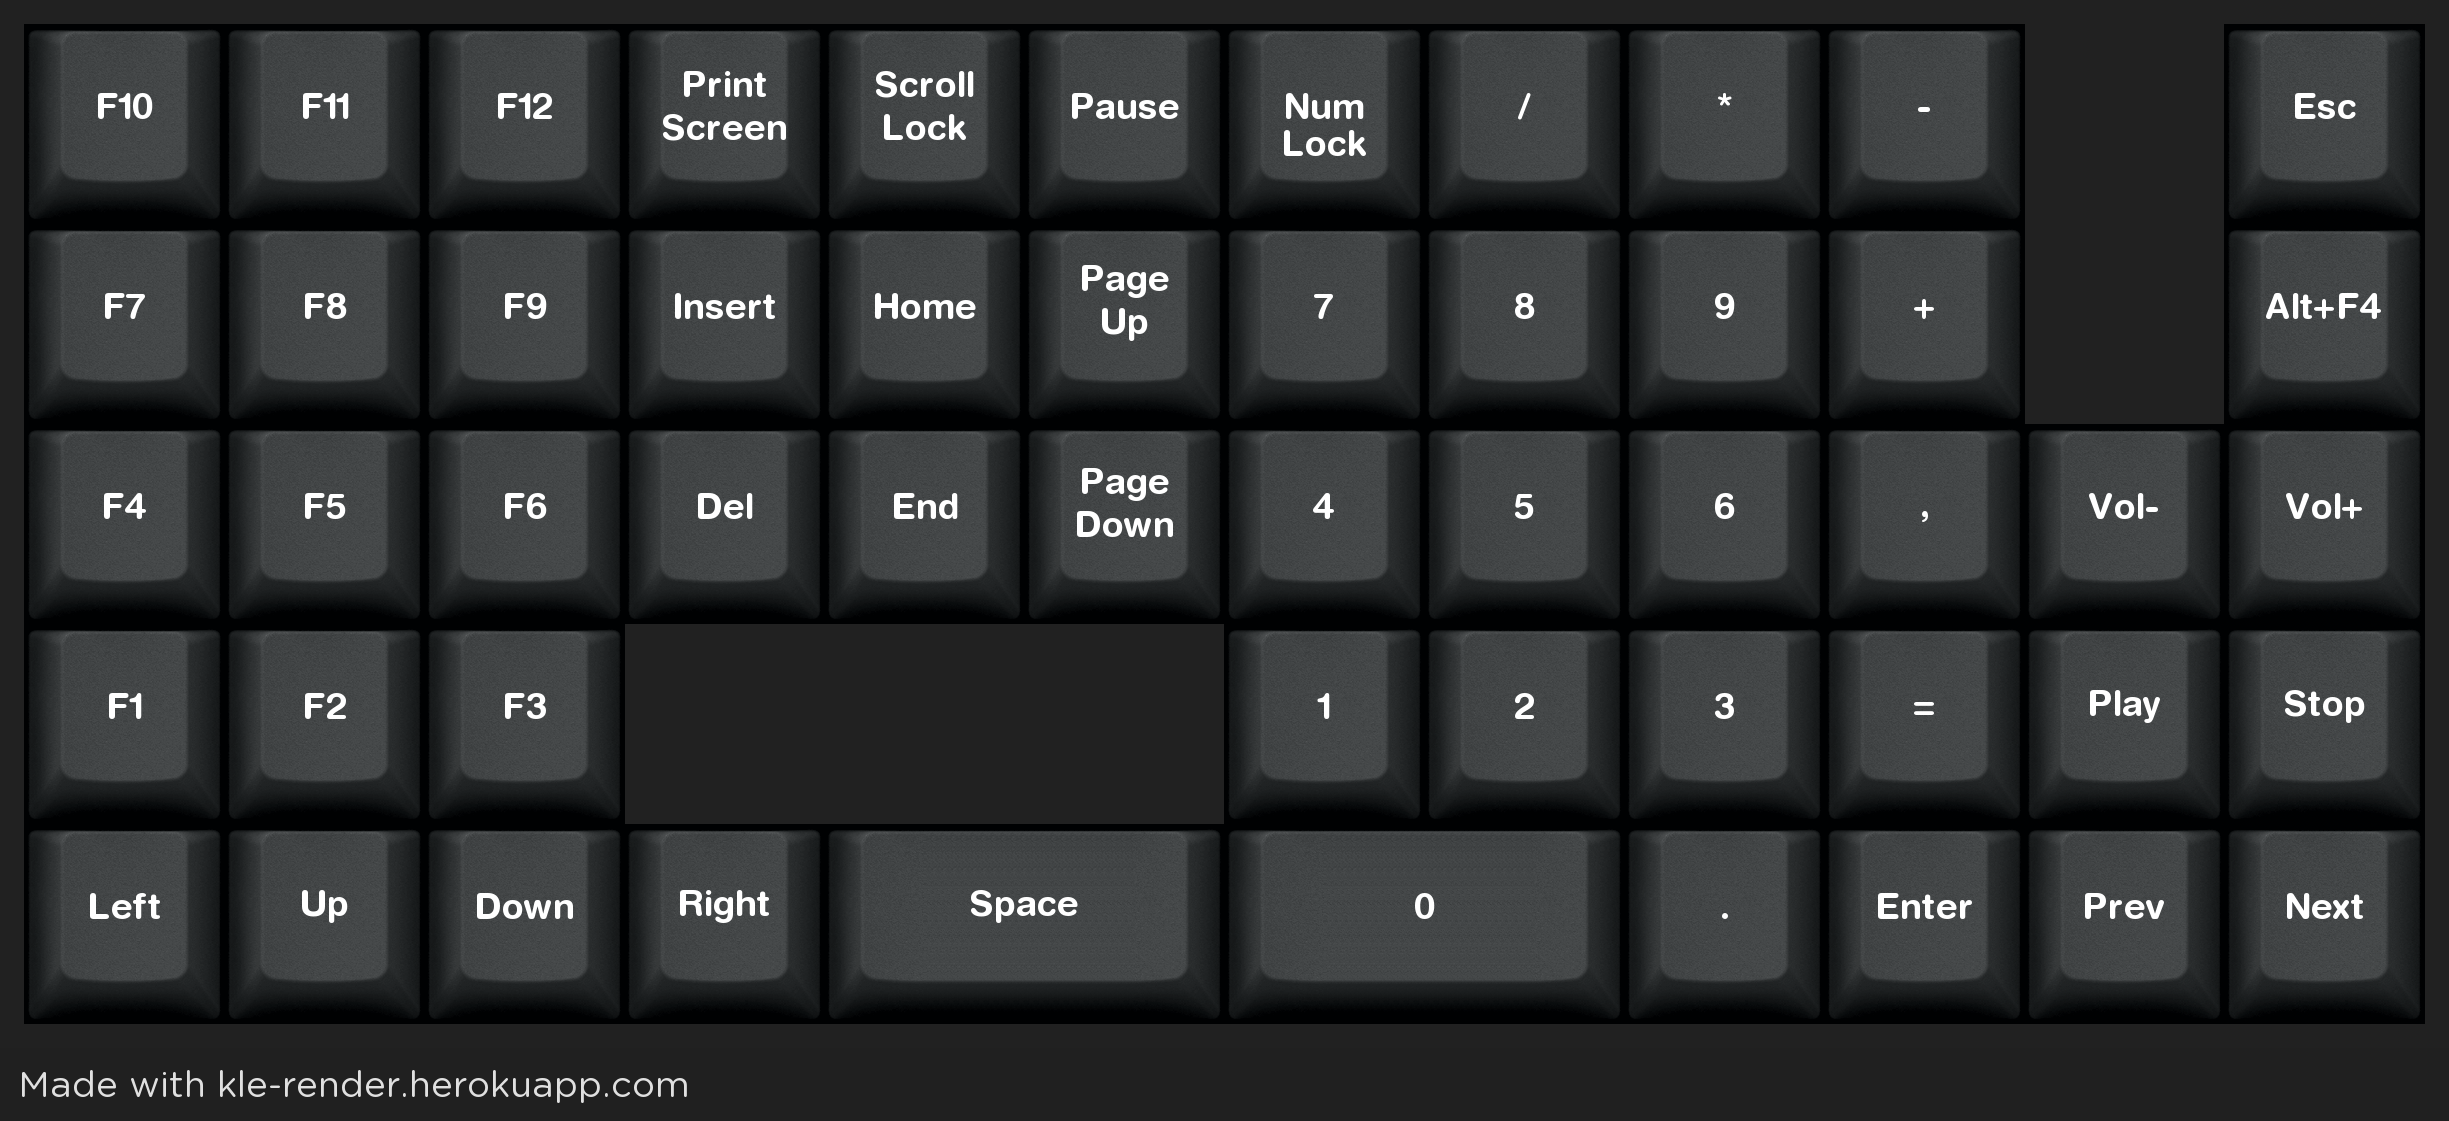 F10 F11 F12 Print Screen Scroll Lock Pause Num Lock / * - Esc
F7 F8 F9 Insert Home Page Up 7 8 9 + Alt+F4
F4 F5 F6 Del End Page Down 4 5 6 , Vol- Vol+
F1 F2 F3 1 2 3 = Play Stop
Left Up Down Right Space 0 . Enter Prev Next
Made with kle-render.herokuapp.com